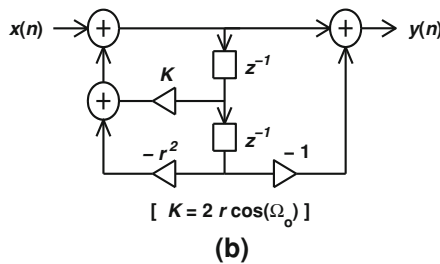 x(n) + + y(n)
K z⁻¹
+
– r² z⁻¹ – 1
[ K = 2 r cos(Ωₒ) ]
(b)